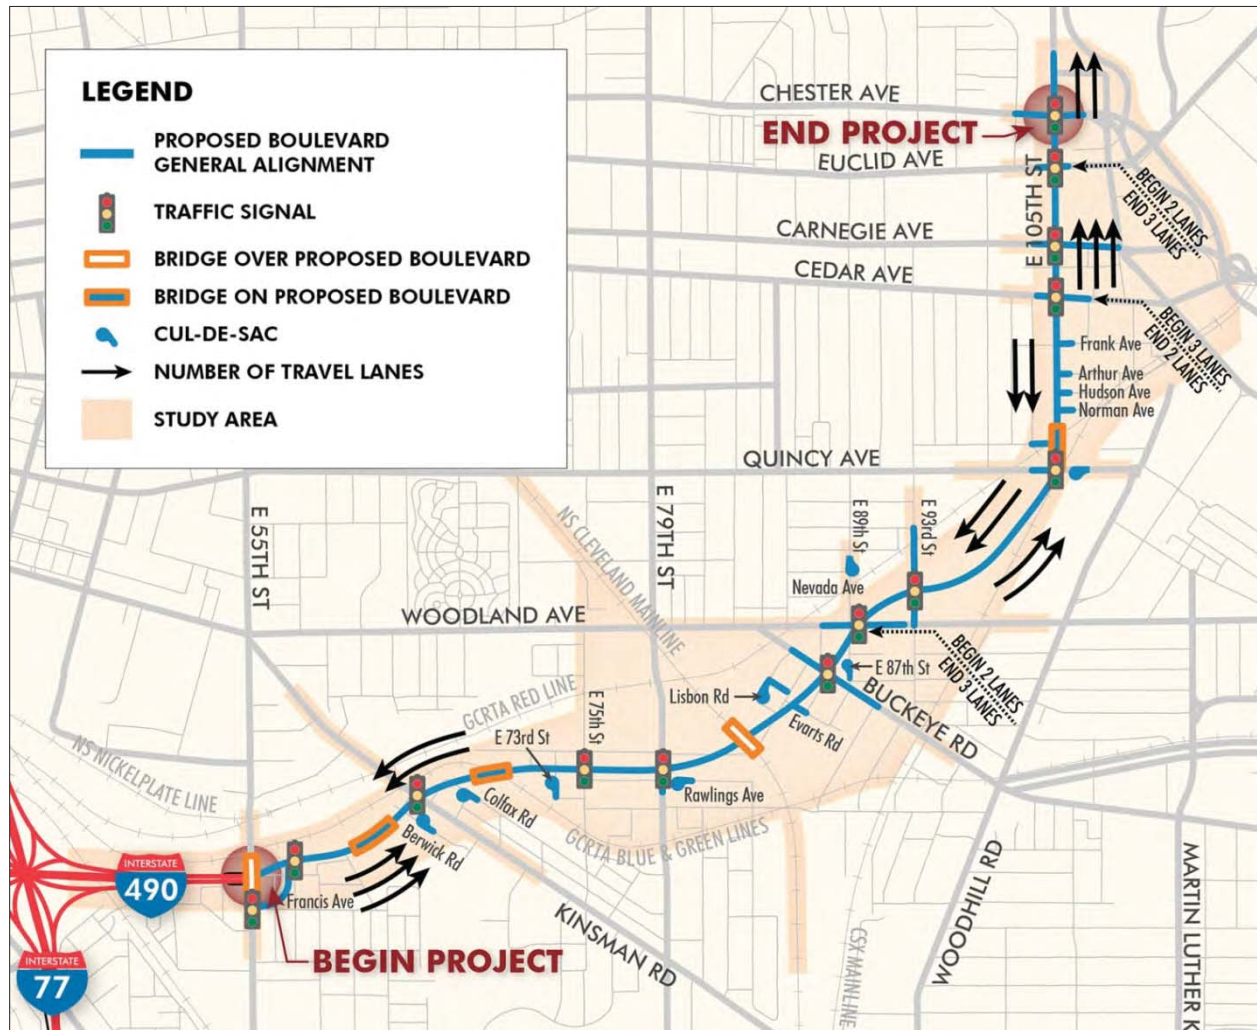 LEGEND
PROPOSED BOULEVARD
GENERAL ALIGNMENT
TRAFFIC SIGNAL
BRIDGE OVER PROPOSED BOULEVARD
BRIDGE ON PROPOSED BOULEVARD
CUL-DE-SAC
NUMBER OF TRAVEL LANES
STUDY AREA
CHESTER AVE
END PROJECT
EUCLID AVE
E 105TH ST
BEGIN 2 LANES
END 3 LANES
CARNEGIE AVE
CEDAR AVE
BEGIN 3 LANES
END 2 LANES
Frank Ave
Arthur Ave
Hudson Ave
Norman Ave
QUINCY AVE
E 55TH ST
NS CLEVELAND MAINLINE
E 79TH ST
E 89th St
E 93rd St
Nevada Ave
WOODLAND AVE
BEGIN 2 LANES
END 3 LANES
E 87th St
BUCKEYE RD
Lisbon Rd
Evarts Rd
GCRTA RED LINE
E 75th St
E 73rd St
NS NICKELPLATE LINE
Rawlings Ave
Colfax Rd
Berwick Rd
GCRTA BLUE & GREEN LINES
INTERSTATE
490
Francis Ave
KINSMAN RD
BEGIN PROJECT
CSX MAINLINE
WOODHILL RD
MARTIN LUTHER K
INTERSTATE
77